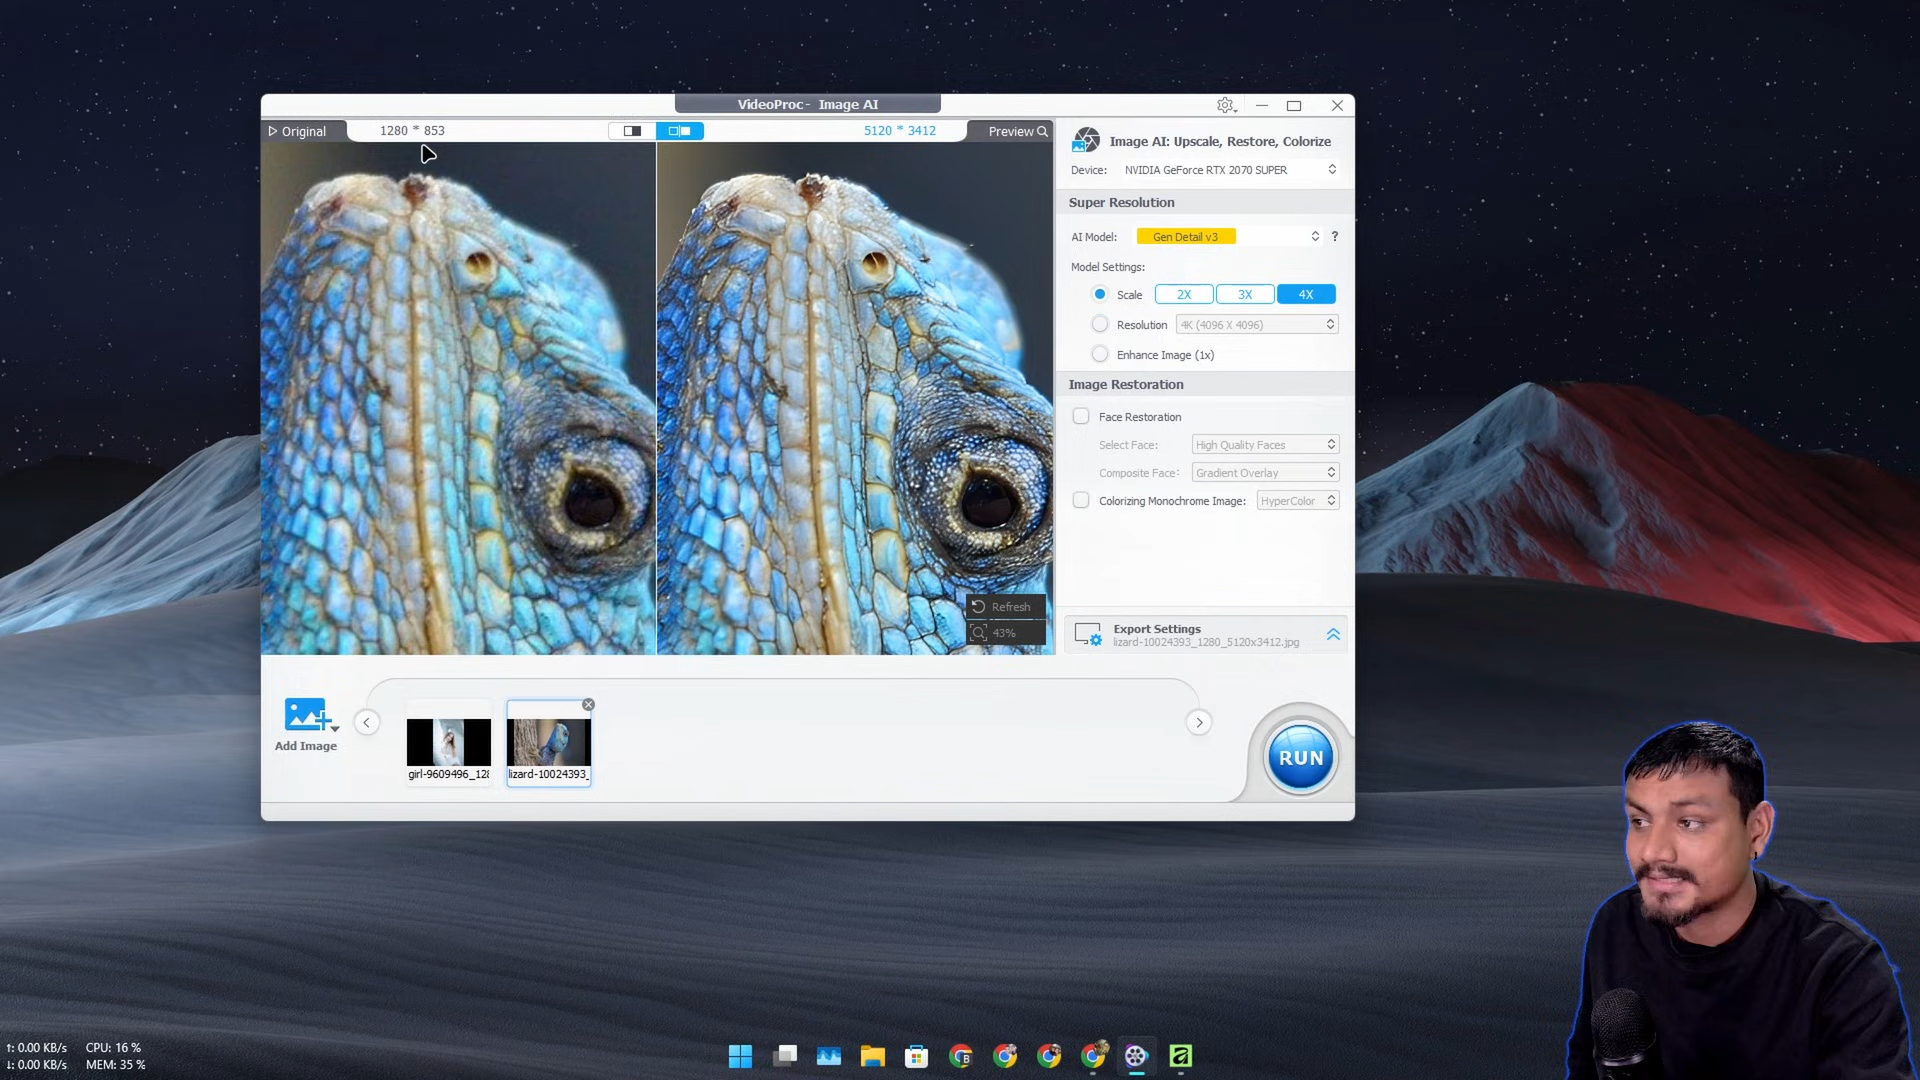 VideoProc - Image AI
Original
1280 * 853
5120 * 3412
Preview
Image AI: Upscale, Restore, Colorize
Device: NVIDIA GeForce RTX 2070 SUPER
Super Resolution
AI Model: Gen Detail v3 ?
Model Settings:
Scale 2X 3X 4X
Resolution 4K (4096 X 4096)
Enhance Image (1x)
Image Restoration
Face Restoration
Select Face: High Quality Faces
Composite Face: Gradient Overlay
Colorizing Monochrome Image: HyperColor
Refresh
43%
Export Settings
lizard-10024393_1280_5120x3412.jpg
Add Image
girl-9609496_128
lizard-10024393_
RUN
↑: 0.00 KB/s CPU: 16 %
↓: 0.00 KB/s MEM: 35 %
B
a